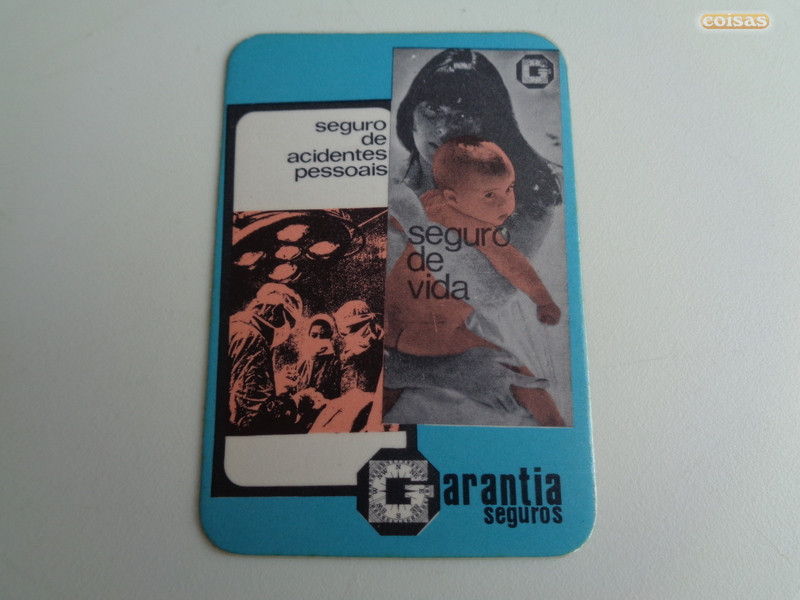 coisas
seguro
de
acidentes
pessoais
G
seguro
de
vida
Garantia
seguros